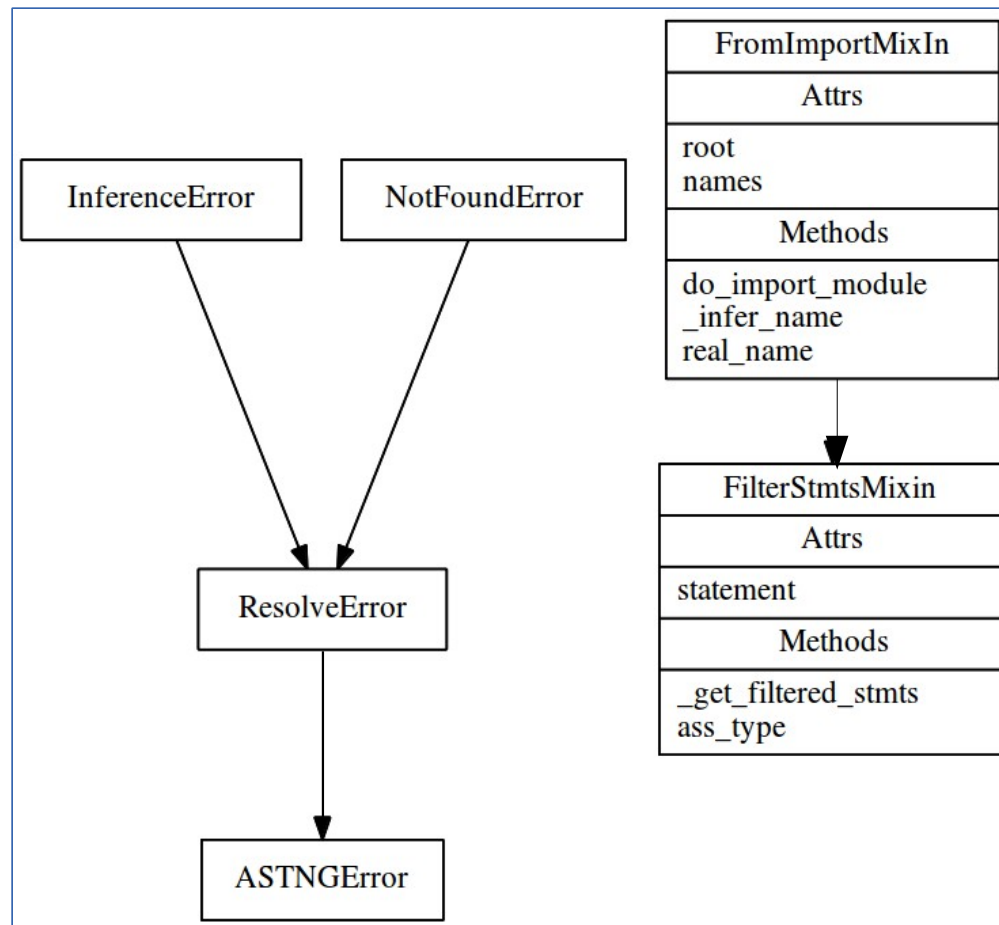 InferenceError
NotFoundError
ResolveError
ASTNGError
FromImportMixIn
Attrs
root
names
Methods
do_import_module
_infer_name
real_name
FilterStmtsMixin
Attrs
statement
Methods
_get_filtered_stmts
ass_type